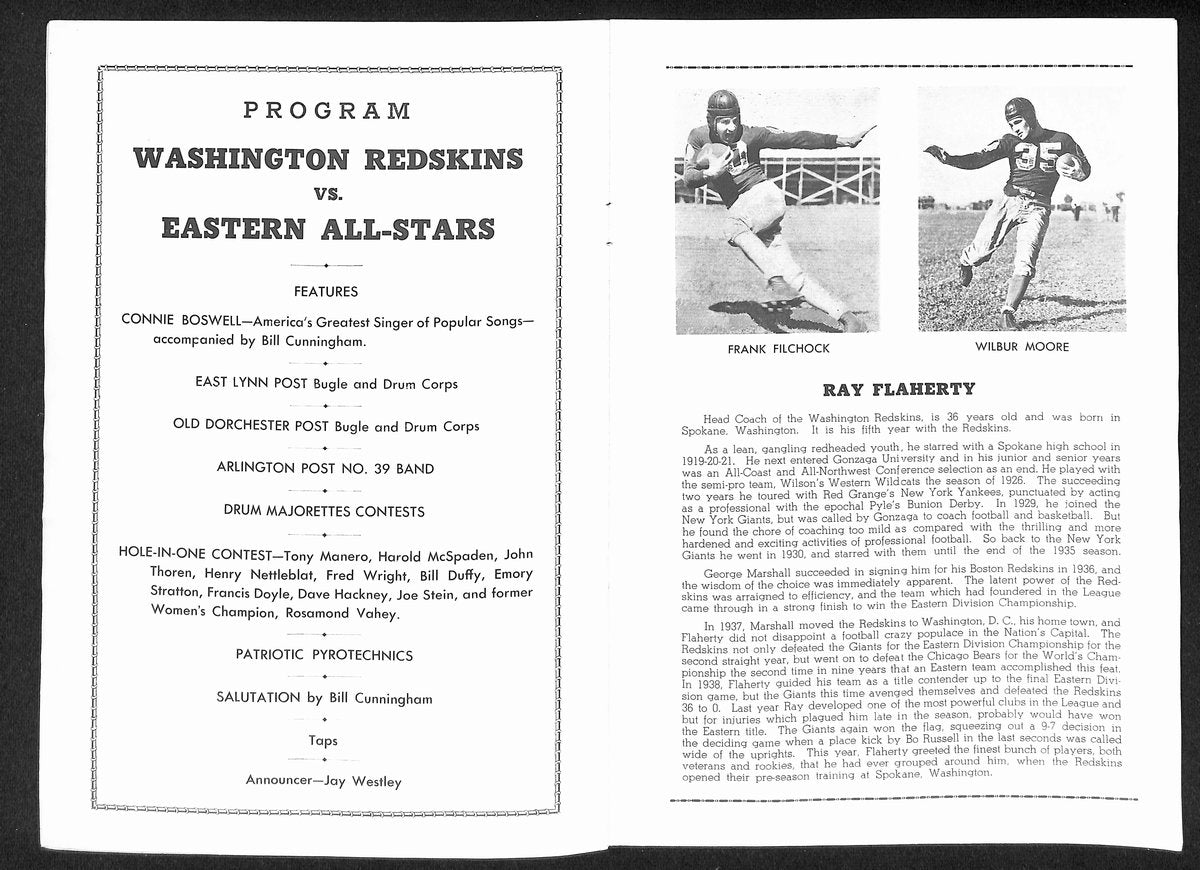 PROGRAM
WASHINGTON REDSKINS
VS.
EASTERN ALL-STARS
FEATURES
CONNIE BOSWELL—America's Greatest Singer of Popular Songs—
accompanied by Bill Cunningham.
EAST LYNN POST Bugle and Drum Corps
OLD DORCHESTER POST Bugle and Drum Corps
ARLINGTON POST NO. 39 BAND
DRUM MAJORETTES CONTESTS
HOLE-IN-ONE CONTEST—Tony Manero, Harold McSpaden, John
Thoren, Henry Nettleblat, Fred Wright, Bill Duffy, Emory
Stratton, Francis Doyle, Dave Hackney, Joe Stein, and former
Women's Champion, Rosamond Vahey.
PATRIOTIC PYROTECHNICS
SALUTATION by Bill Cunningham
Taps
Announcer—Jay Westley
35
FRANK FILCHOCK
WILBUR MOORE
RAY FLAHERTY
Head Coach of the Washington Redskins, is 36 years old and was born in
Spokane, Washington. It is his fifth year with the Redskins.
As a lean, gangling redheaded youth, he starred with a Spokane high school in
1919-20-21. He next entered Gonzaga University and in his junior and senior years
was an All-Coast and All-Northwest Conference selection as an end. He played with
the semi-pro team, Wilson's Western Wildcats the season of 1926. The succeeding
two years he toured with Red Grange's New York Yankees, punctuated by acting
as a professional with the epochal Pyle's Bunion Derby. In 1929, he joined the
New York Giants, but was called by Gonzaga to coach football and basketball. But
he found the chore of coaching too mild as compared with the thrilling and more
hardened and exciting activities of professional football. So back to the New York
Giants he went in 1930, and starred with them until the end of the 1935 season.
George Marshall succeeded in signing him for his Boston Redskins in 1936, and
the wisdom of the choice was immediately apparent. The latent power of the Red-
skins was arraigned to efficiency, and the team which had foundered in the League
came through in a strong finish to win the Eastern Division Championship.
In 1937, Marshall moved the Redskins to Washington, D. C., his home town, and
Flaherty did not disappoint a football crazy populace in the Nation's Capital. The
Redskins not only defeated the Giants for the Eastern Division Championship for the
second straight year, but went on to defeat the Chicago Bears for the World's Cham-
pionship the second time in nine years that an Eastern team accomplished this feat.
In 1938, Flaherty guided his team as a title contender up to the final Eastern Divi-
sion game, but the Giants this time avenged themselves and defeated the Redskins
36 to 0. Last year Ray developed one of the most powerful clubs in the League and
but for injuries which plagued him late in the season, probably would have won
the Eastern title. The Giants again won the flag, squeezing out a 9-7 decision in
the deciding game when a place kick by Bo Russell in the last seconds was called
wide of the uprights. This year, Flaherty greeted the finest bunch of players, both
veterans and rookies, that he had ever grouped around him, when the Redskins
opened their pre-season training at Spokane, Washington.